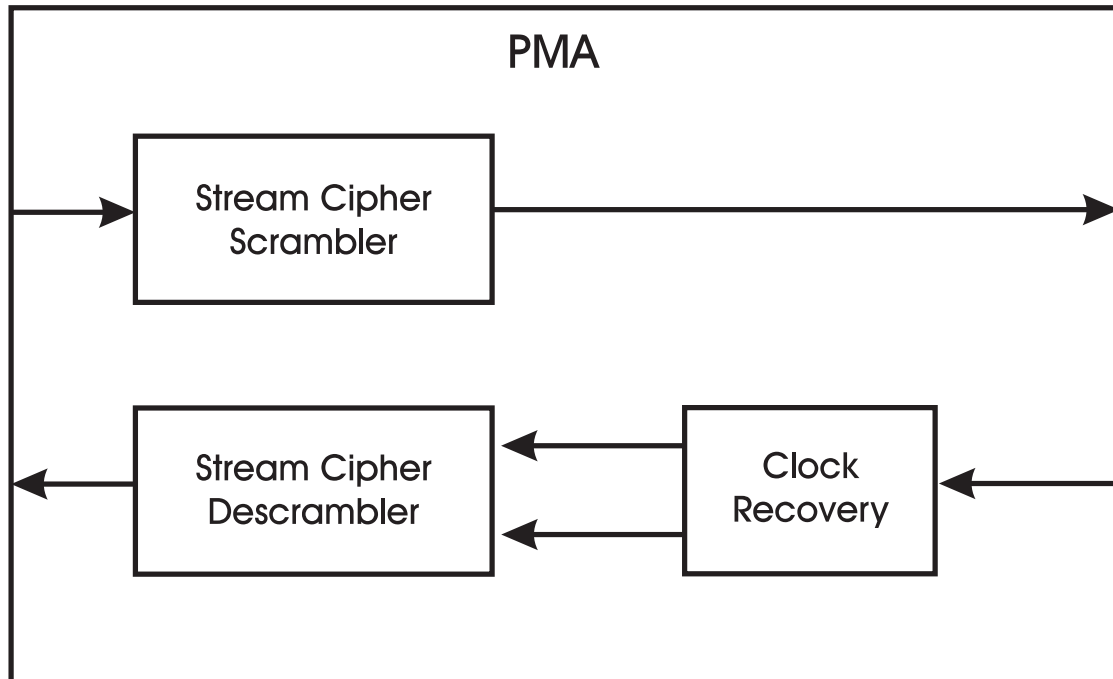 PMA
Stream Cipher
Scrambler
Stream Cipher
Descrambler
Clock
Recovery